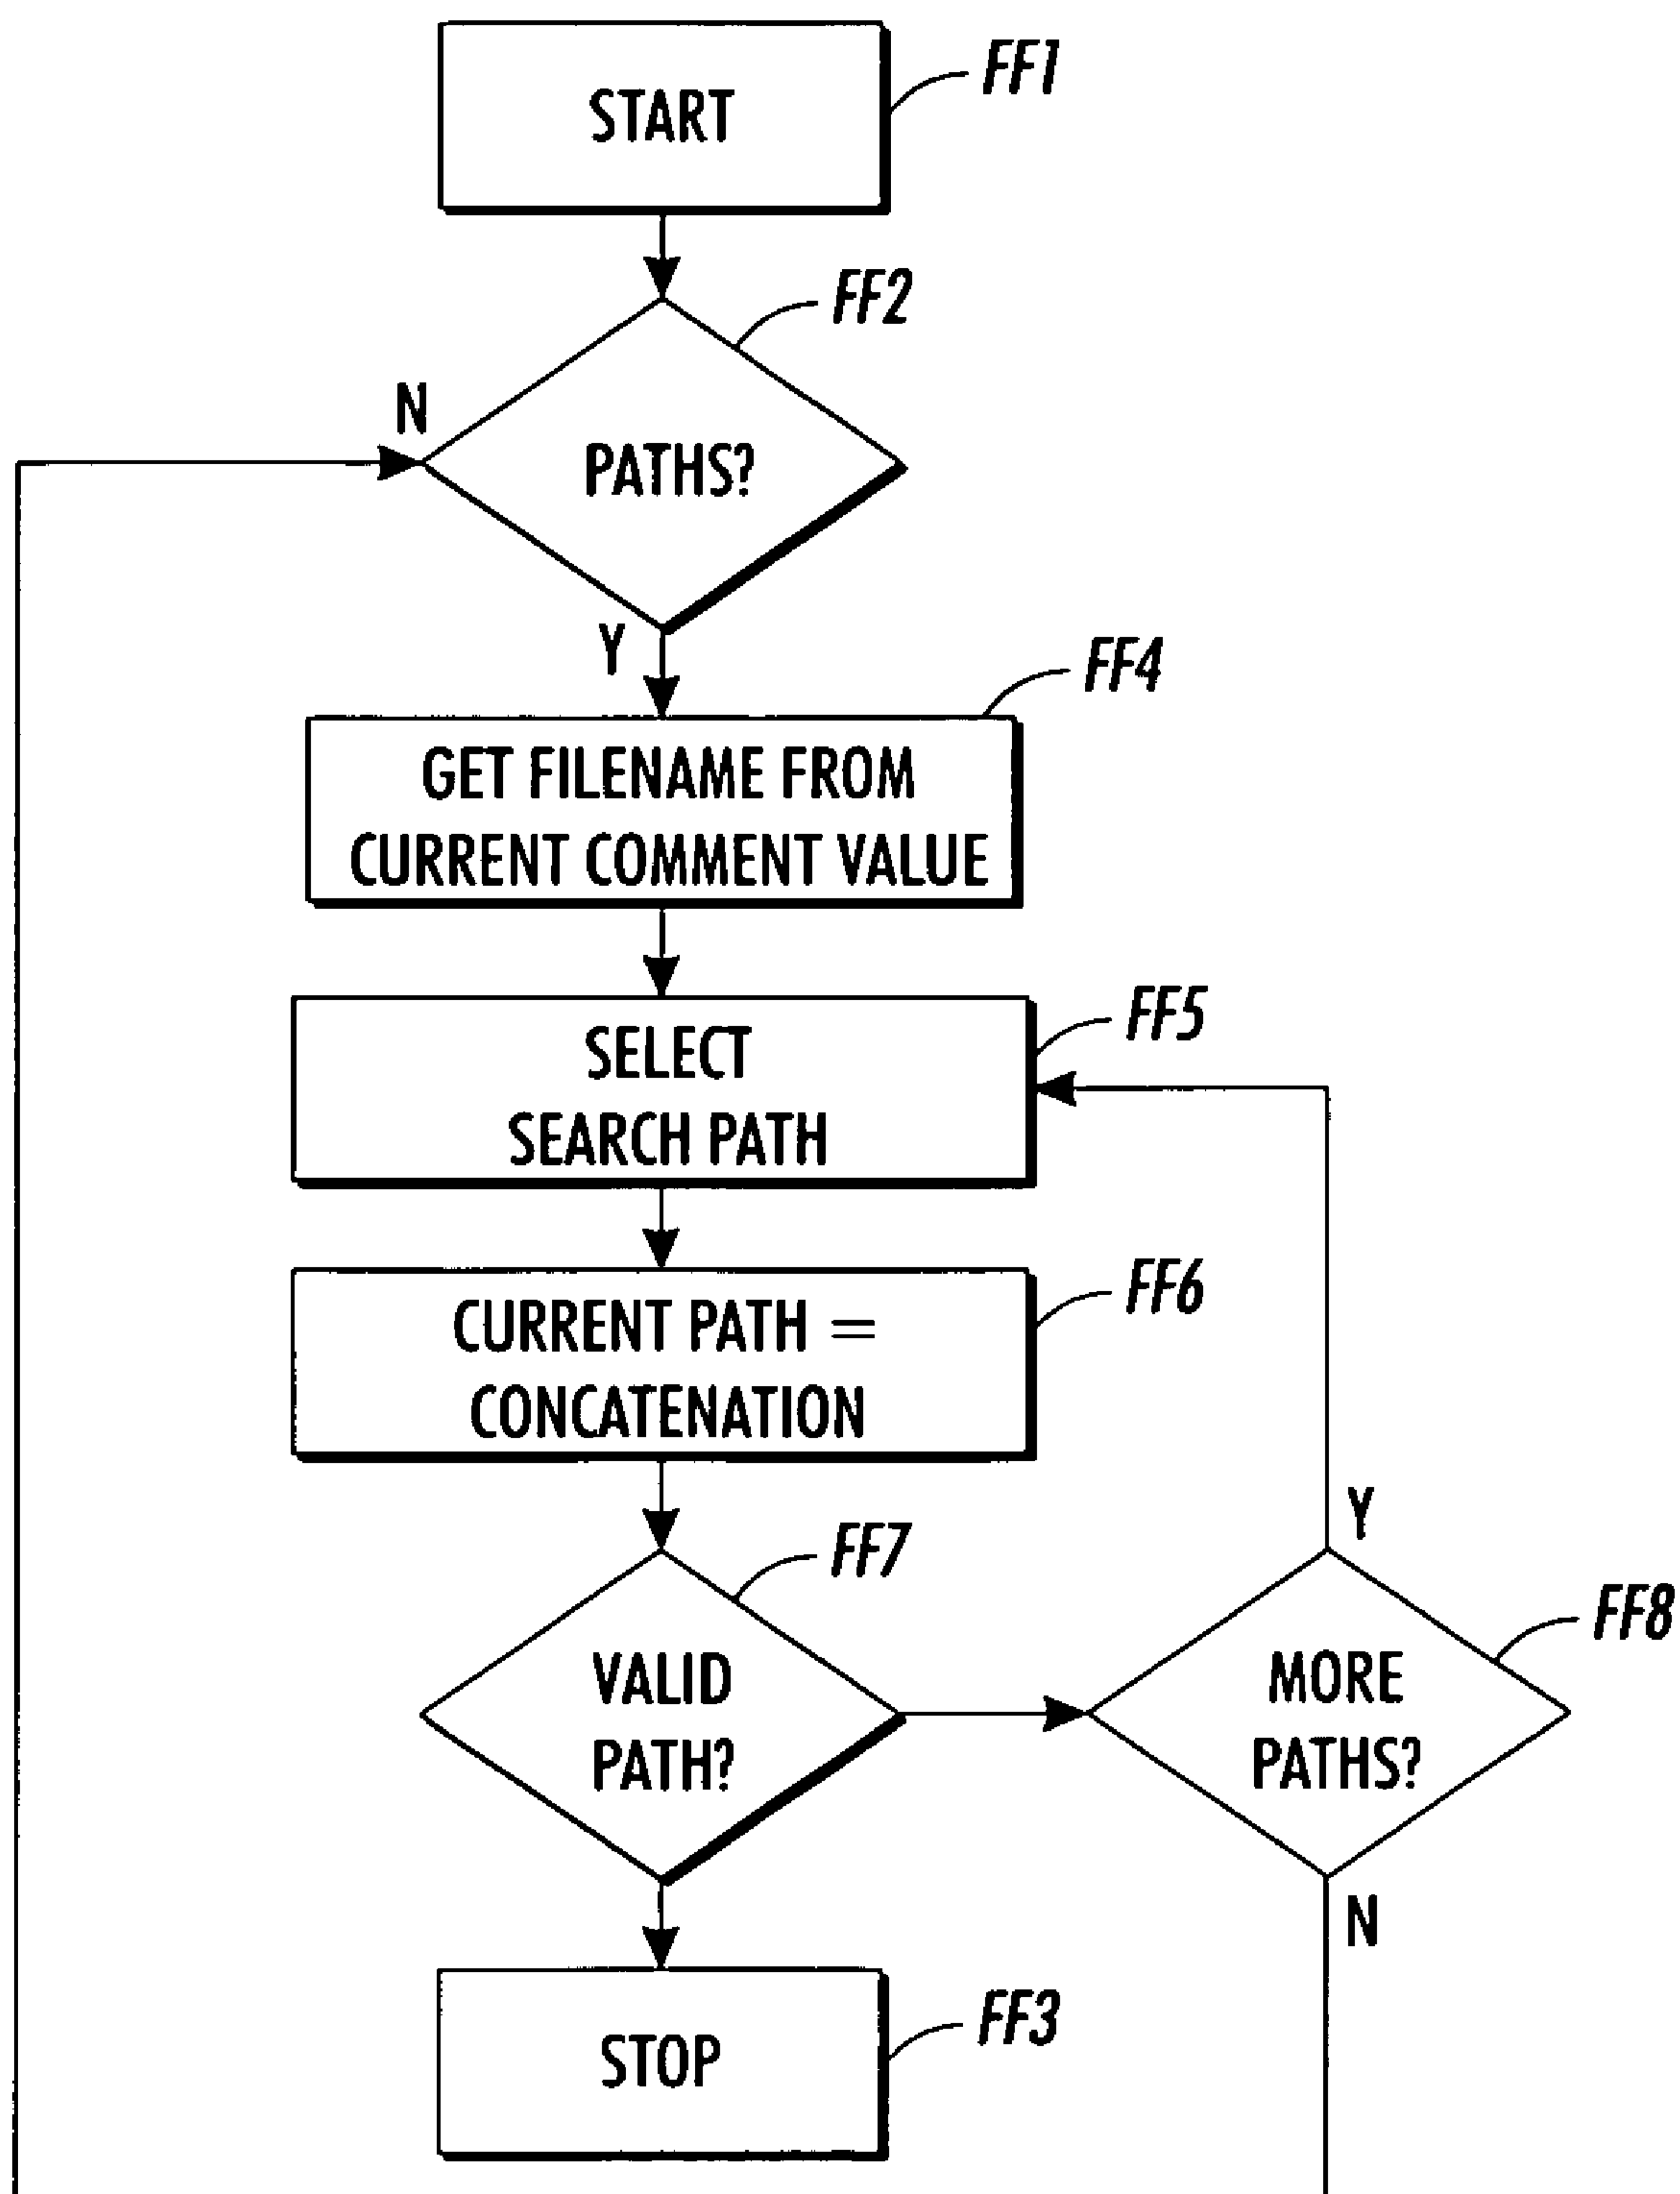 START
FF1
FF2
N
PATHS?
Y
FF4
GET FILENAME FROM
CURRENT COMMENT VALUE
FF5
SELECT
SEARCH PATH
FF6
CURRENT PATH =
CONCATENATION
Y
FF7
FF8
VALID
PATH?
MORE
PATHS?
N
FF3
STOP